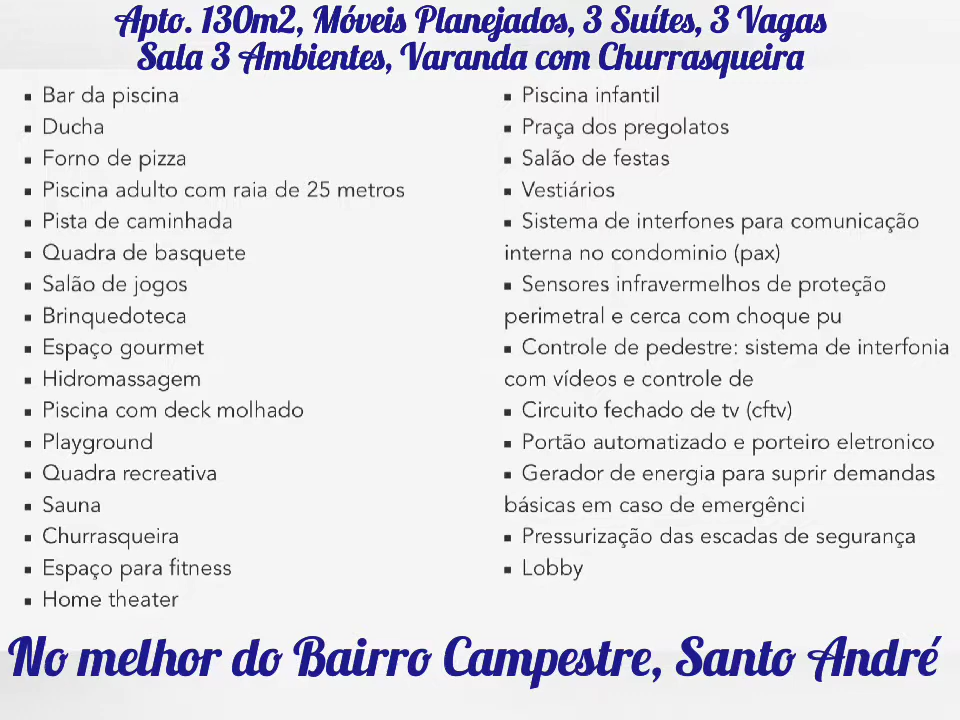 Apto. 130m2, Móveis Planejados, 3 Suítes, 3 Vagas
Sala 3 Ambientes, Varanda com Churrasqueira
▪ Bar da piscina
▪ Ducha
▪ Forno de pizza
▪ Piscina adulto com raia de 25 metros
▪ Pista de caminhada
▪ Quadra de basquete
▪ Salão de jogos
▪ Brinquedoteca
▪ Espaço gourmet
▪ Hidromassagem
▪ Piscina com deck molhado
▪ Playground
▪ Quadra recreativa
▪ Sauna
▪ Churrasqueira
▪ Espaço para fitness
▪ Home theater
▪ Piscina infantil
▪ Praça dos pregolatos
▪ Salão de festas
▪ Vestiários
▪ Sistema de interfones para comunicação
interna no condominio (pax)
▪ Sensores infravermelhos de proteção
perimetral e cerca com choque pu
▪ Controle de pedestre: sistema de interfonia
com vídeos e controle de
▪ Circuito fechado de tv (cftv)
▪ Portão automatizado e porteiro eletronico
▪ Gerador de energia para suprir demandas
básicas em caso de emergênci
▪ Pressurização das escadas de segurança
▪ Lobby
No melhor do Bairro Campestre, Santo André